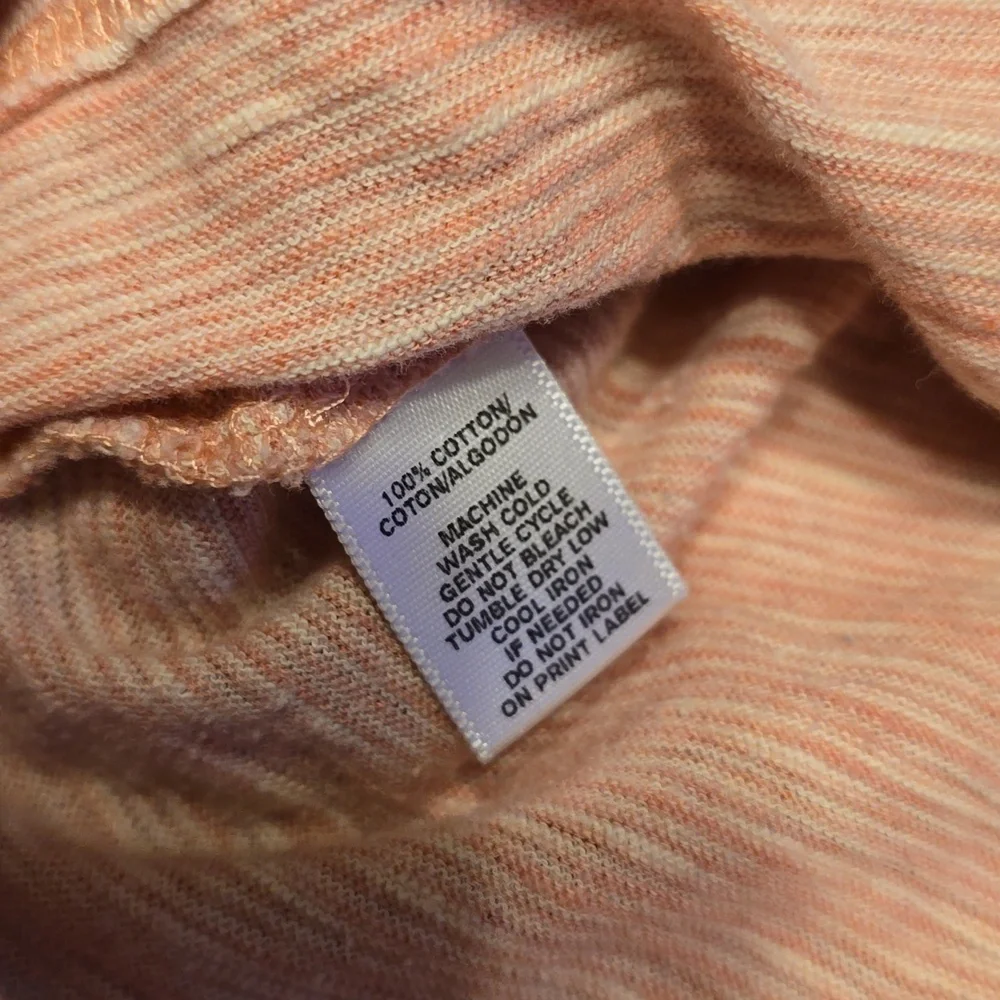 100% COTTON/
COTON/ALGODON
MACHINE
WASH COLD
GENTLE CYCLE
DO NOT BLEACH
TUMBLE DRY LOW
COOL IRON
IF NEEDED
DO NOT IRON
ON PRINT LABEL